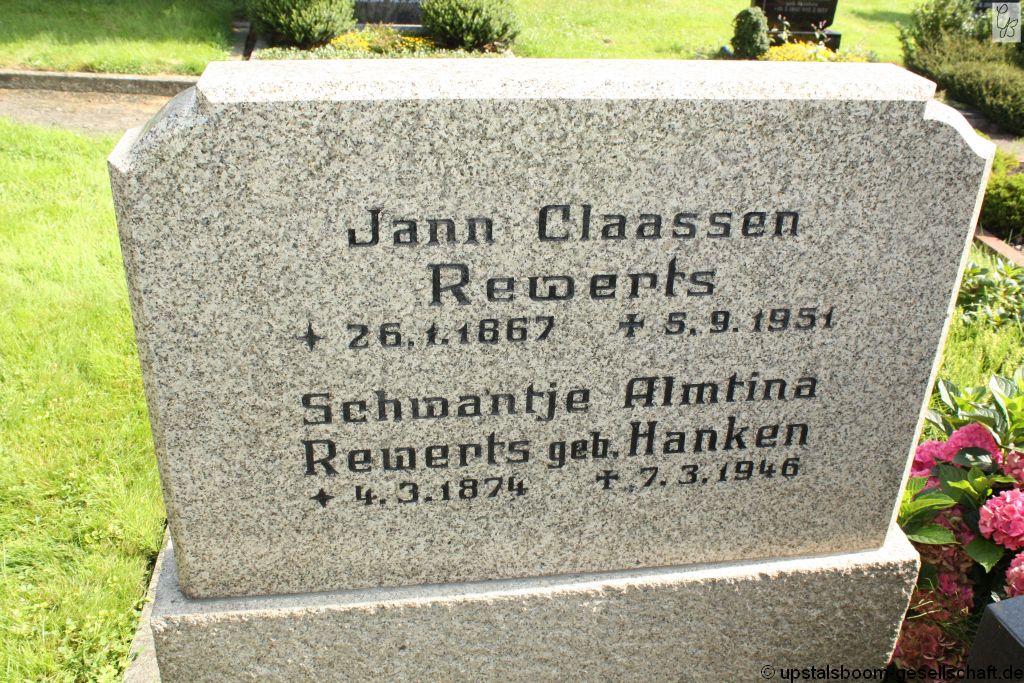 Jann Claassen
Rewerts
✦ 26.1.1867 ✝ 5.9.1951
Schwantje Almtina
Rewerts geb. Hanken
✦ 4.3.1874 ✝ 7.3.1946
© upstalsboom-gesellschaft.de